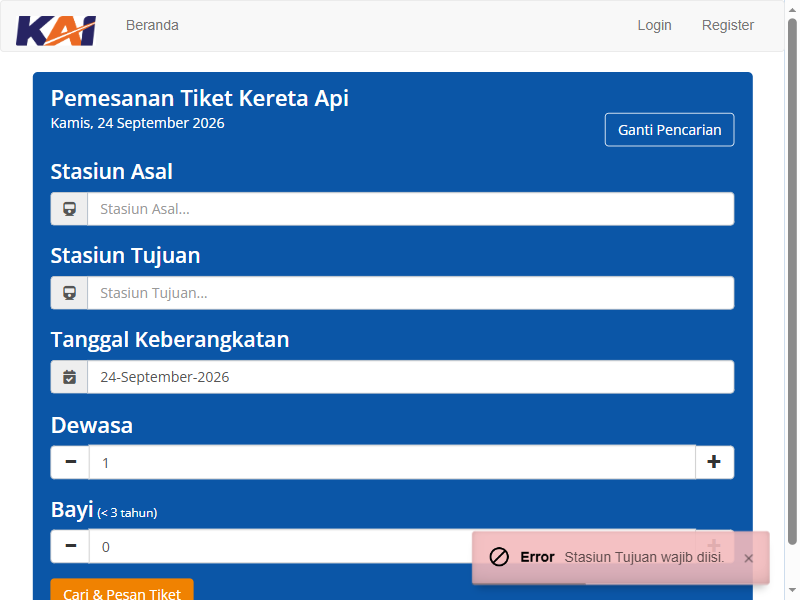 KAI
Beranda
Login
Register
Pemesanan Tiket Kereta Api
Kamis, 24 September 2026
Ganti Pencarian
Stasiun Asal
Stasiun Asal...
Stasiun Tujuan
Stasiun Tujuan...
Tanggal Keberangkatan
24-September-2026
Dewasa
1
Bayi (< 3 tahun)
0
Error Stasiun Tujuan wajib diisi. ×
Cari & Pesan Tiket